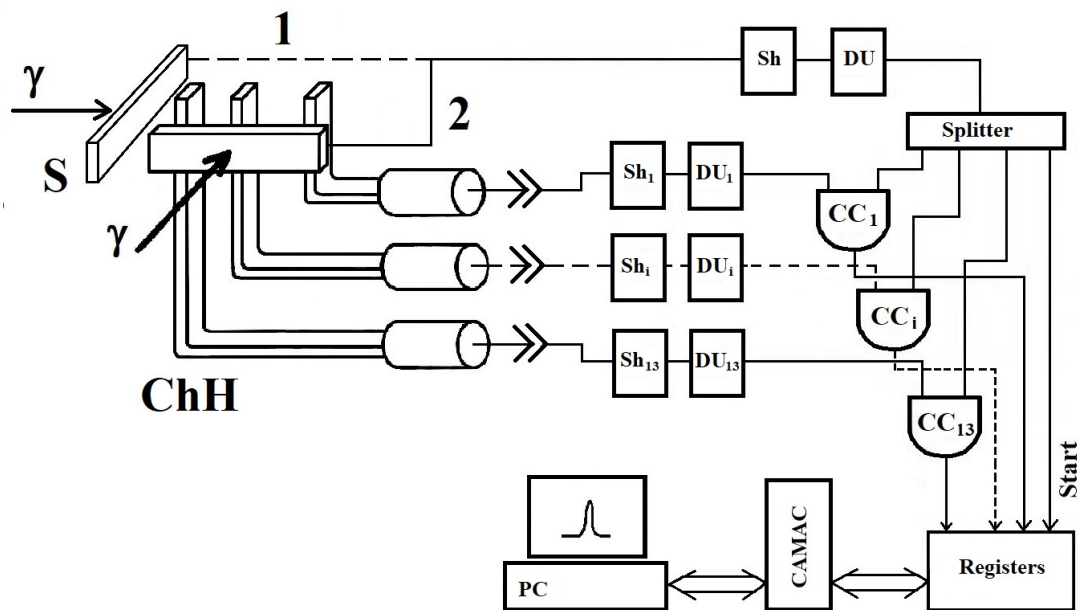 1
Sh
DU
γ
Splitter
2
S
Sh1
DU1
CC1
γ
Shi
DUi
CCi
ChH
Sh13
DU13
CC13
Start
CAMAC
Registers
PC